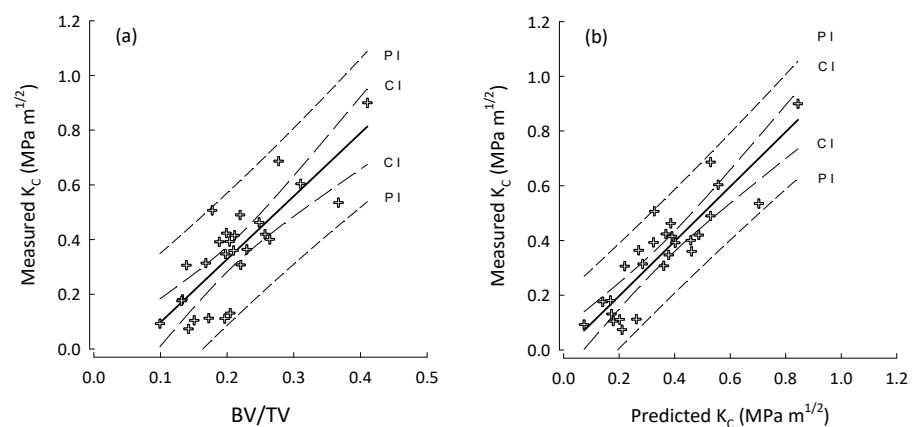 (a)
1.2
1.0
0.8
0.6
0.4
0.2
0.0
Measured K_C (MPa m^1/2)
P I
C I
C I
P I
0.0 0.1 0.2 0.3 0.4 0.5
BV/TV
(b)
1.2
1.0
0.8
0.6
0.4
0.2
0.0
Measured K_C (MPa m^1/2)
P I
C I
C I
P I
0.0 0.2 0.4 0.6 0.8 1.0 1.2
Predicted K_C (MPa m^1/2)